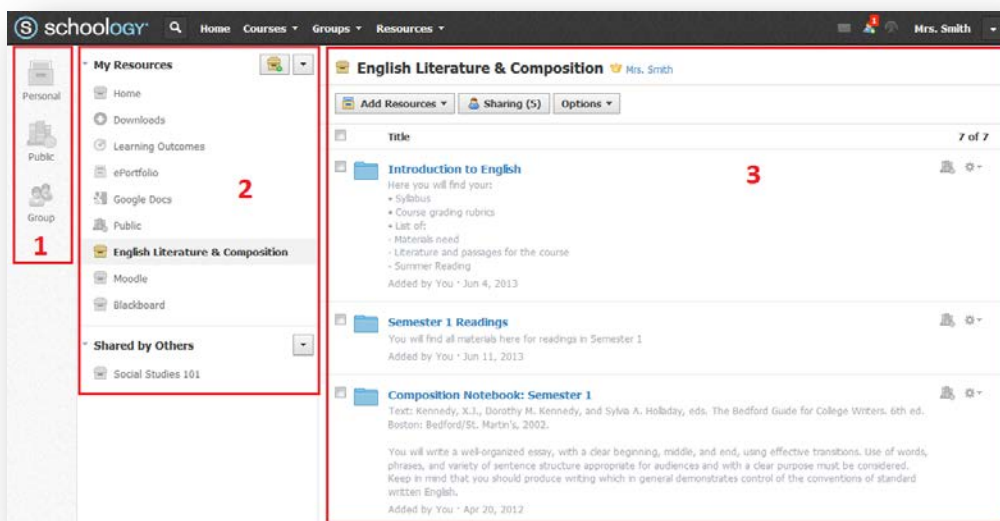 S schoology
Home Courses Groups Resources
1
Mrs. Smith
Personal
Public
Group
1
My Resources
Home
Downloads
Learning Outcomes
ePortfolio
Google Docs
Public
English Literature & Composition
Moodle
Blackboard
Shared by Others
Social Studies 101
2
English Literature & Composition Mrs. Smith
Add Resources Sharing (5) Options
Title 7 of 7
3
Introduction to English
Here you will find your:
• Syllabus
• Course grading rubrics
• List of:
- Materials need
- Literature and passages for the course
- Summer Reading
Added by You · Jun 4, 2013
Semester 1 Readings
You will find all materials here for readings in Semester 1
Added by You · Jun 11, 2013
Composition Notebook: Semester 1
Text: Kennedy, X.J., Dorothy M. Kennedy, and Sylvia A. Holladay, eds. The Bedford Guide for College Writers. 6th ed.
Boston: Bedford/St. Martin's, 2002.
You will write a well-organized essay, with a clear beginning, middle, and end, using effective transitions. Use of words,
phrases, and variety of sentence structure appropriate for audiences and with a clear purpose must be considered.
Keep in mind that you should produce writing which in general demonstrates control of the conventions of standard
written English.
Added by You · Apr 20, 2012